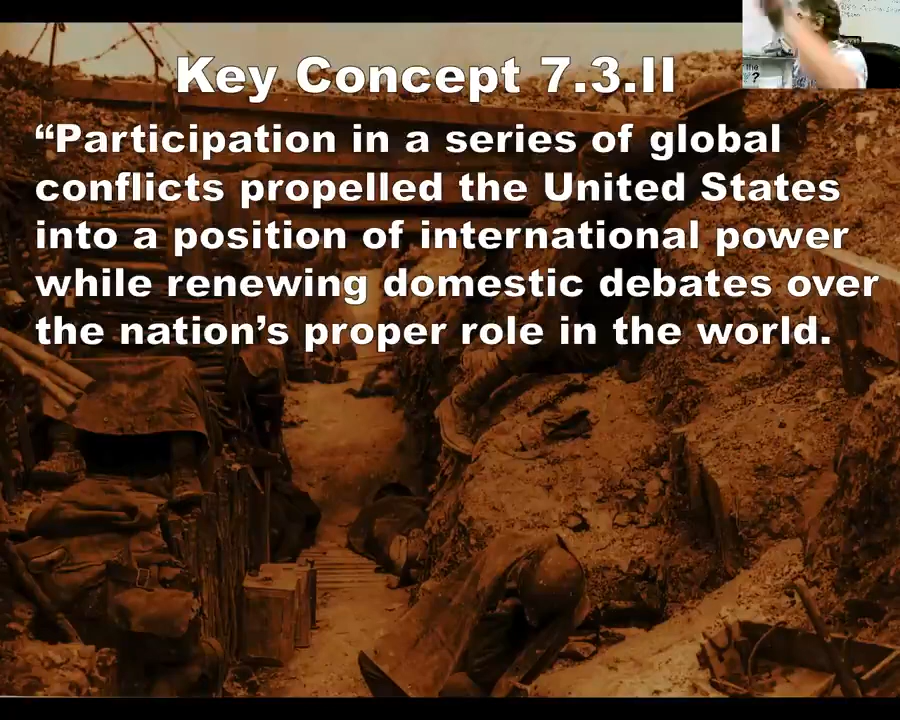 Key Concept 7.3.II
“Participation in a series of global
conflicts propelled the United States
into a position of international power
while renewing domestic debates over
the nation’s proper role in the world.
the
?